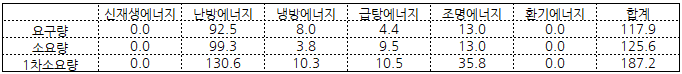 신재생에너지 난방에너지 냉방에너지 급탕에너지 조명에너지 환기에너지 합계
요구량 0.0 92.5 8.0 4.4 13.0 0.0 117.9
소요량 0.0 99.3 3.8 9.5 13.0 0.0 125.6
1차소요량 0.0 130.6 10.3 10.5 35.8 0.0 187.2